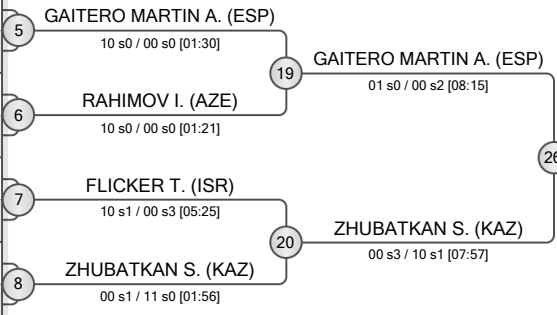 GAITERO MARTIN A. (ESP)
5
10 s0 / 00 s0 [01:30]
GAITERO MARTIN A. (ESP)
19
01 s0 / 00 s2 [08:15]
RAHIMOV I. (AZE)
6
10 s0 / 00 s0 [01:21]
26
FLICKER T. (ISR)
7
10 s1 / 00 s3 [05:25]
ZHUBATKAN S. (KAZ)
20
00 s3 / 10 s1 [07:57]
ZHUBATKAN S. (KAZ)
8
00 s1 / 11 s0 [01:56]